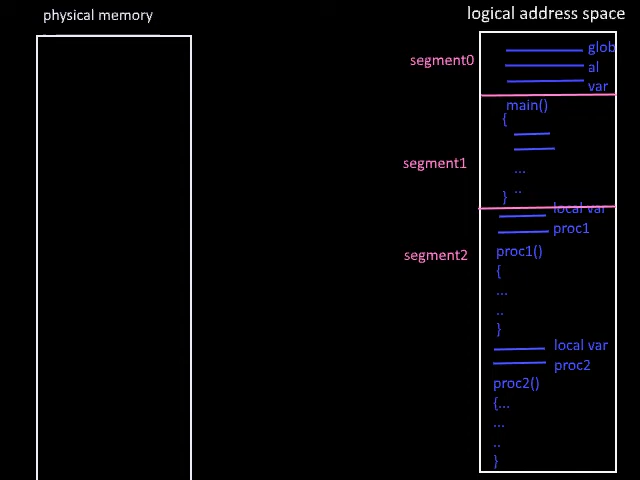 physical memory
logical address space
segment0
glob
al
var
segment1
main()
{
...
..
}
segment2
local var
proc1
proc1()
{
...
..
}
local var
proc2
proc2()
{...
...
..
}